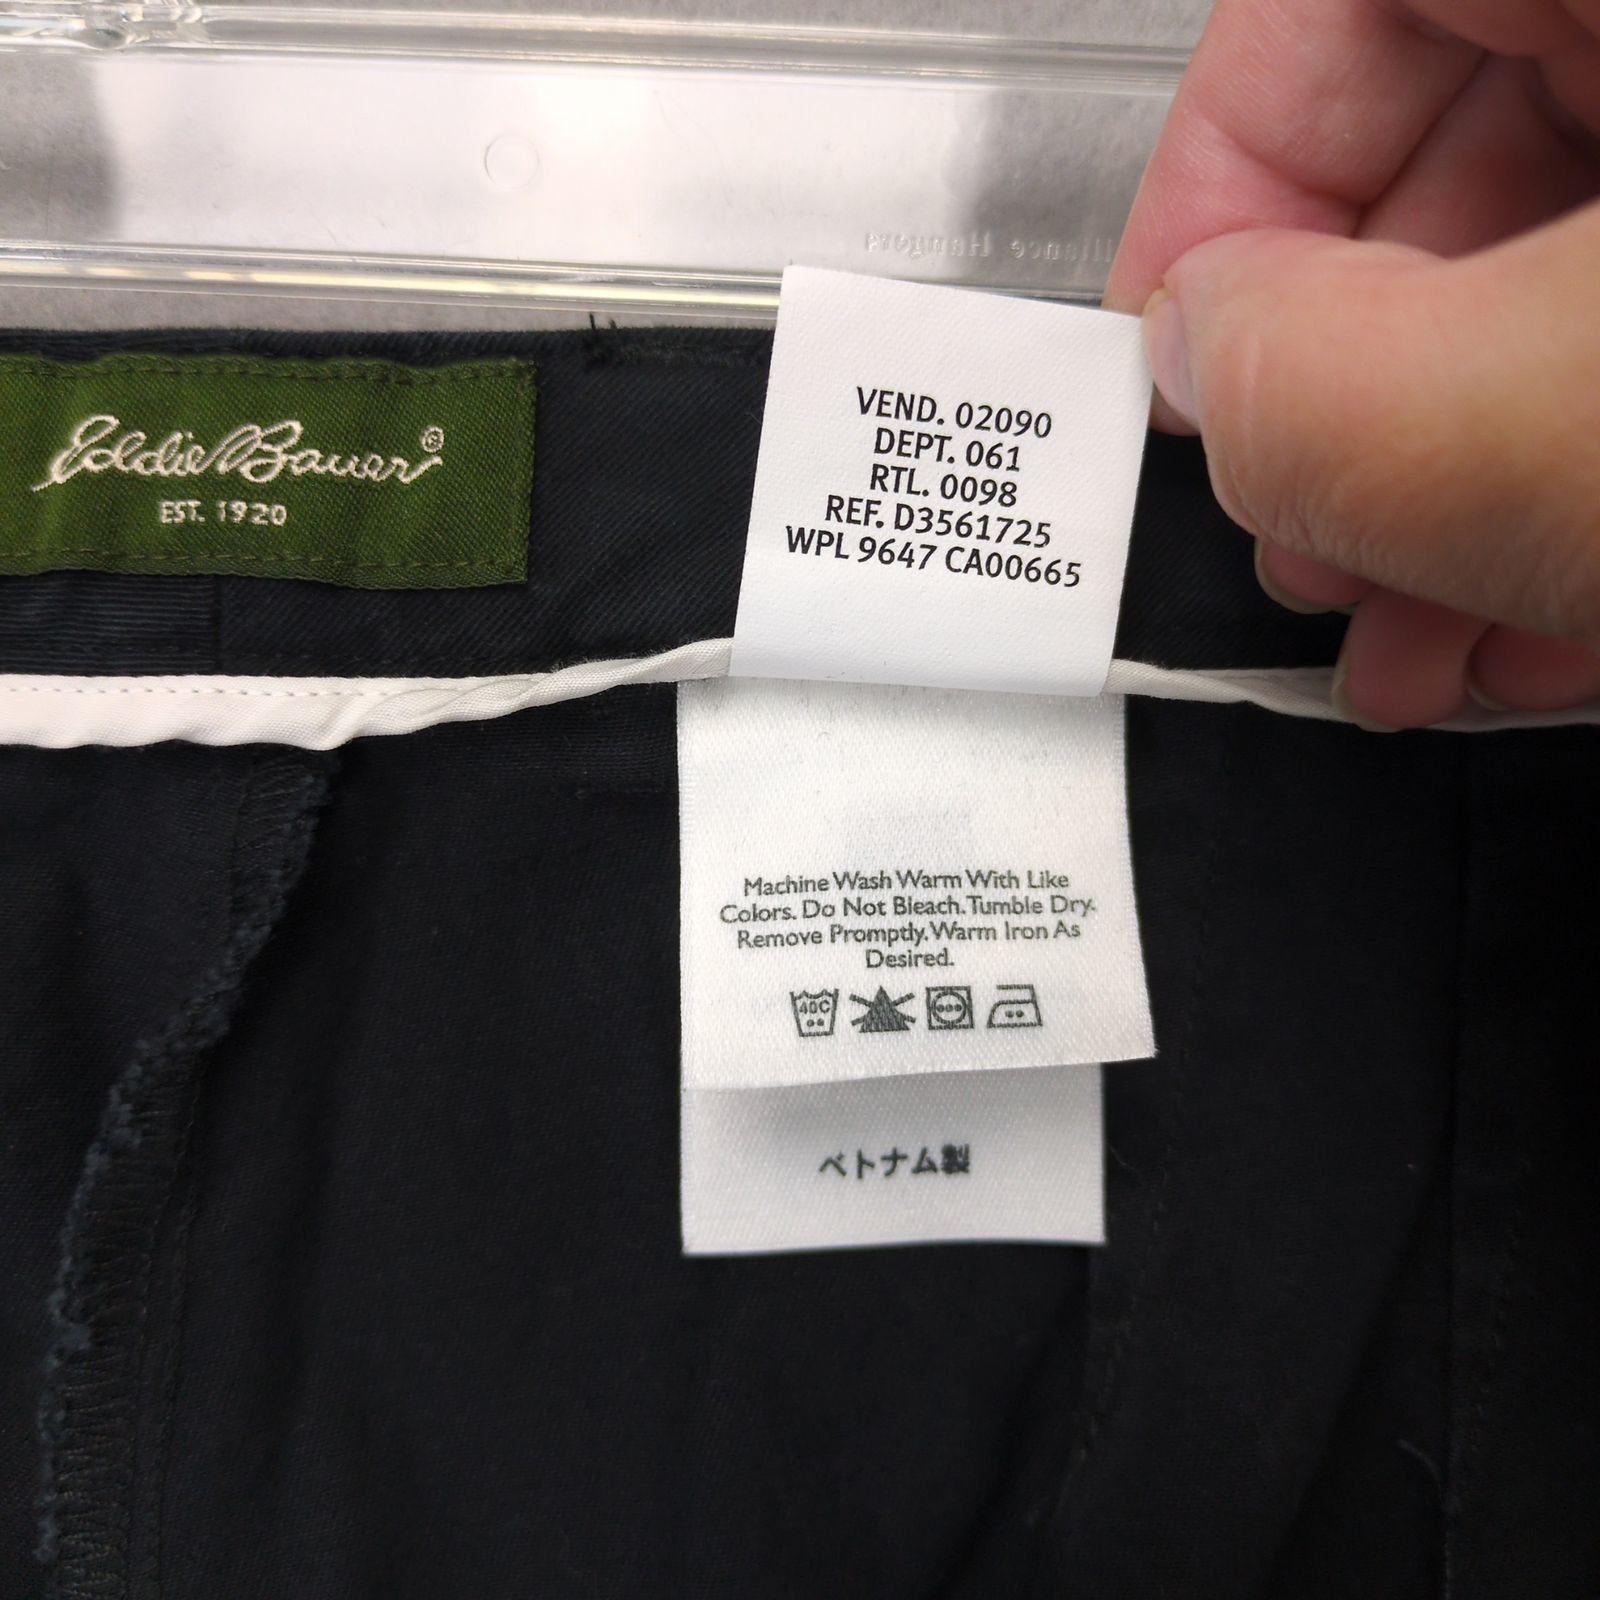 lliance Hangers
Eddie Bauer®
EST. 1920
VEND. 02090
DEPT. 061
RTL. 0098
REF. D3561725
WPL 9647 CA00665
Machine Wash Warm With Like
Colors. Do Not Bleach. Tumble Dry.
Remove Promptly. Warm Iron As
Desired.
40C
ベトナム製